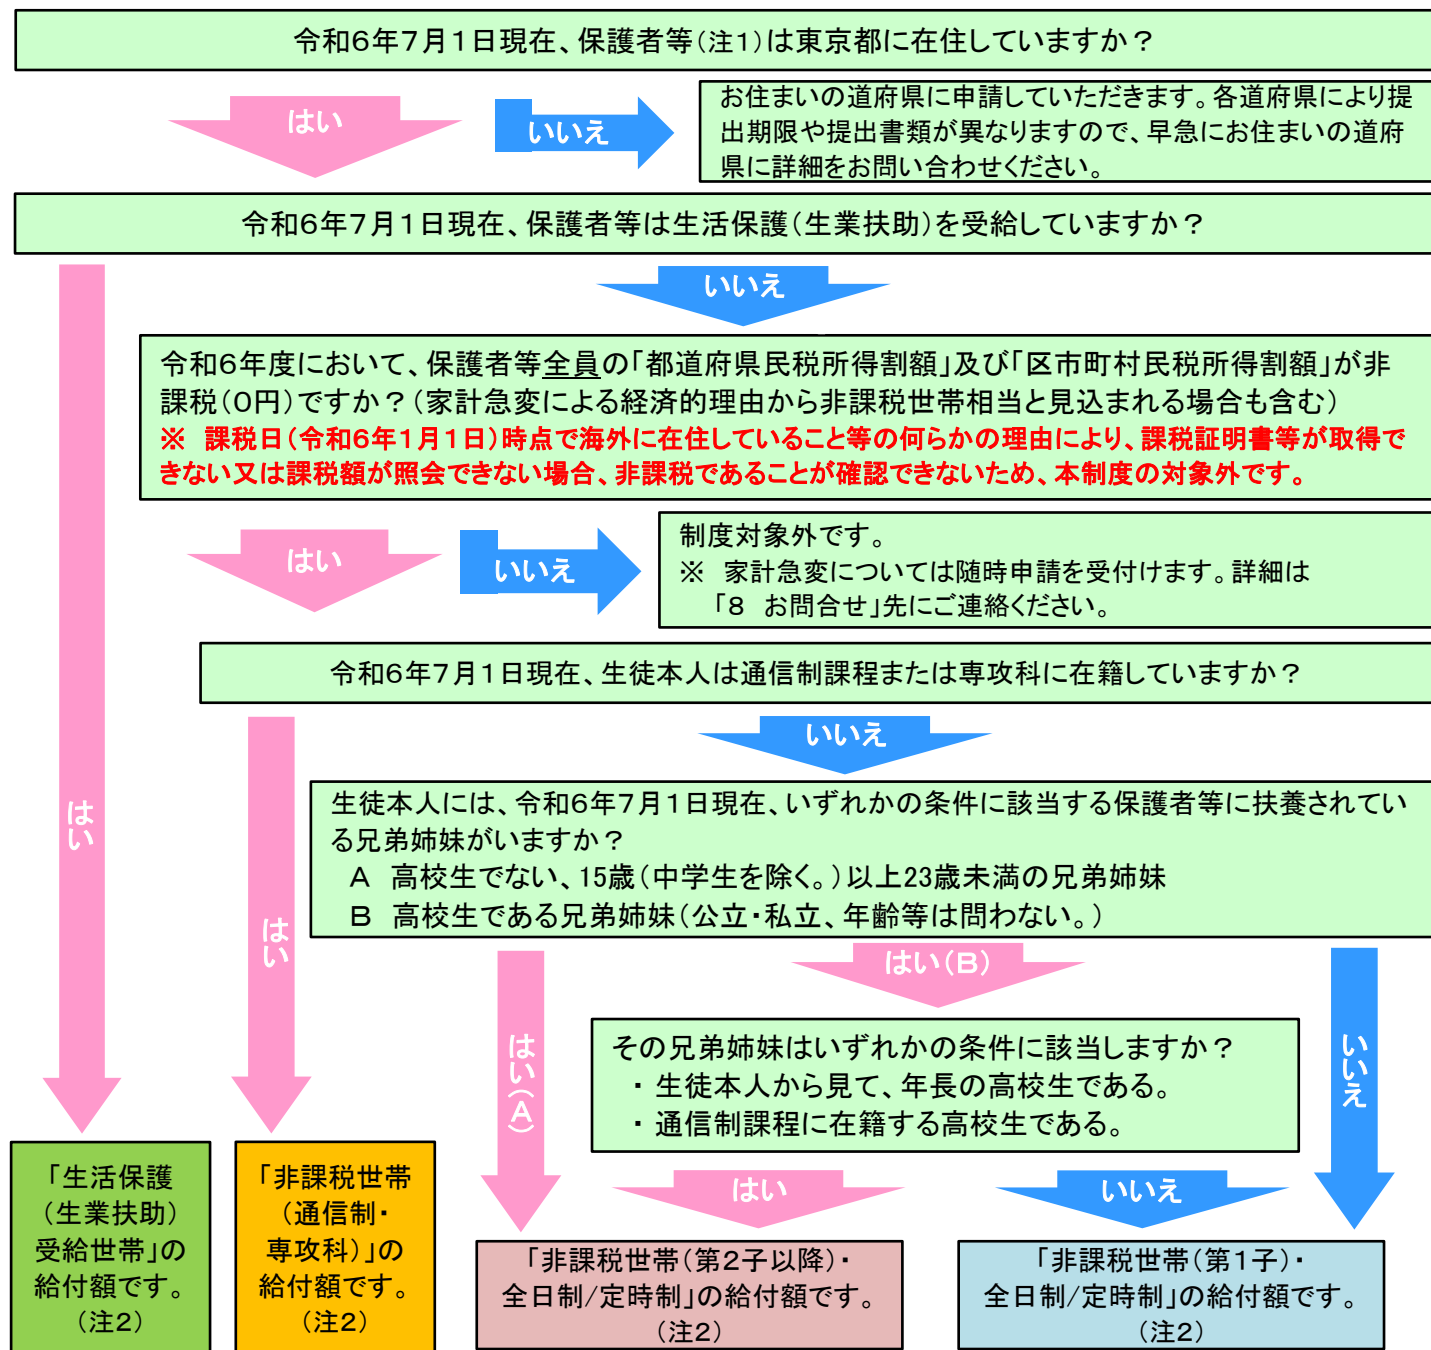 令和6年7月1日現在、保護者等(注1)は東京都に在住していますか？
はい
いいえ
お住まいの道府県に申請していただきます。各道府県により提
出期限や提出書類が異なりますので、早急にお住まいの道府
県に詳細をお問い合わせください。
令和6年7月1日現在、保護者等は生活保護(生業扶助)を受給していますか？
はい
いいえ
令和6年度において、保護者等全員の「都道府県民税所得割額」及び「区市町村民税所得割額」が非
課税(0円)ですか？(家計急変による経済的理由から非課税世帯相当と見込まれる場合も含む)
※　課税日(令和6年1月1日)時点で海外に在住していること等の何らかの理由により、課税証明書等が取得で
きない又は課税額が照会できない場合、非課税であることが確認できないため、本制度の対象外です。
はい
いいえ
制度対象外です。
※　家計急変については随時申請を受付けます。詳細は
「8　お問合せ」先にご連絡ください。
令和6年7月1日現在、生徒本人は通信制課程または専攻科に在籍していますか？
はい
いいえ
生徒本人には、令和6年7月1日現在、いずれかの条件に該当する保護者等に扶養されてい
る兄弟姉妹がいますか？
A　高校生でない、15歳(中学生を除く。)以上23歳未満の兄弟姉妹
B　高校生である兄弟姉妹(公立・私立、年齢等は問わない。)
はい(A)
はい(B)
いいえ
その兄弟姉妹はいずれかの条件に該当しますか？
・生徒本人から見て、年長の高校生である。
・通信制課程に在籍する高校生である。
はい
いいえ
「生活保護
(生業扶助)
受給世帯」の
給付額です。
(注2)
「非課税世帯
(通信制・
専攻科)」の
給付額です。
(注2)
「非課税世帯(第2子以降)・
全日制/定時制」の給付額です。
(注2)
「非課税世帯(第1子)・
全日制/定時制」の給付額です。
(注2)